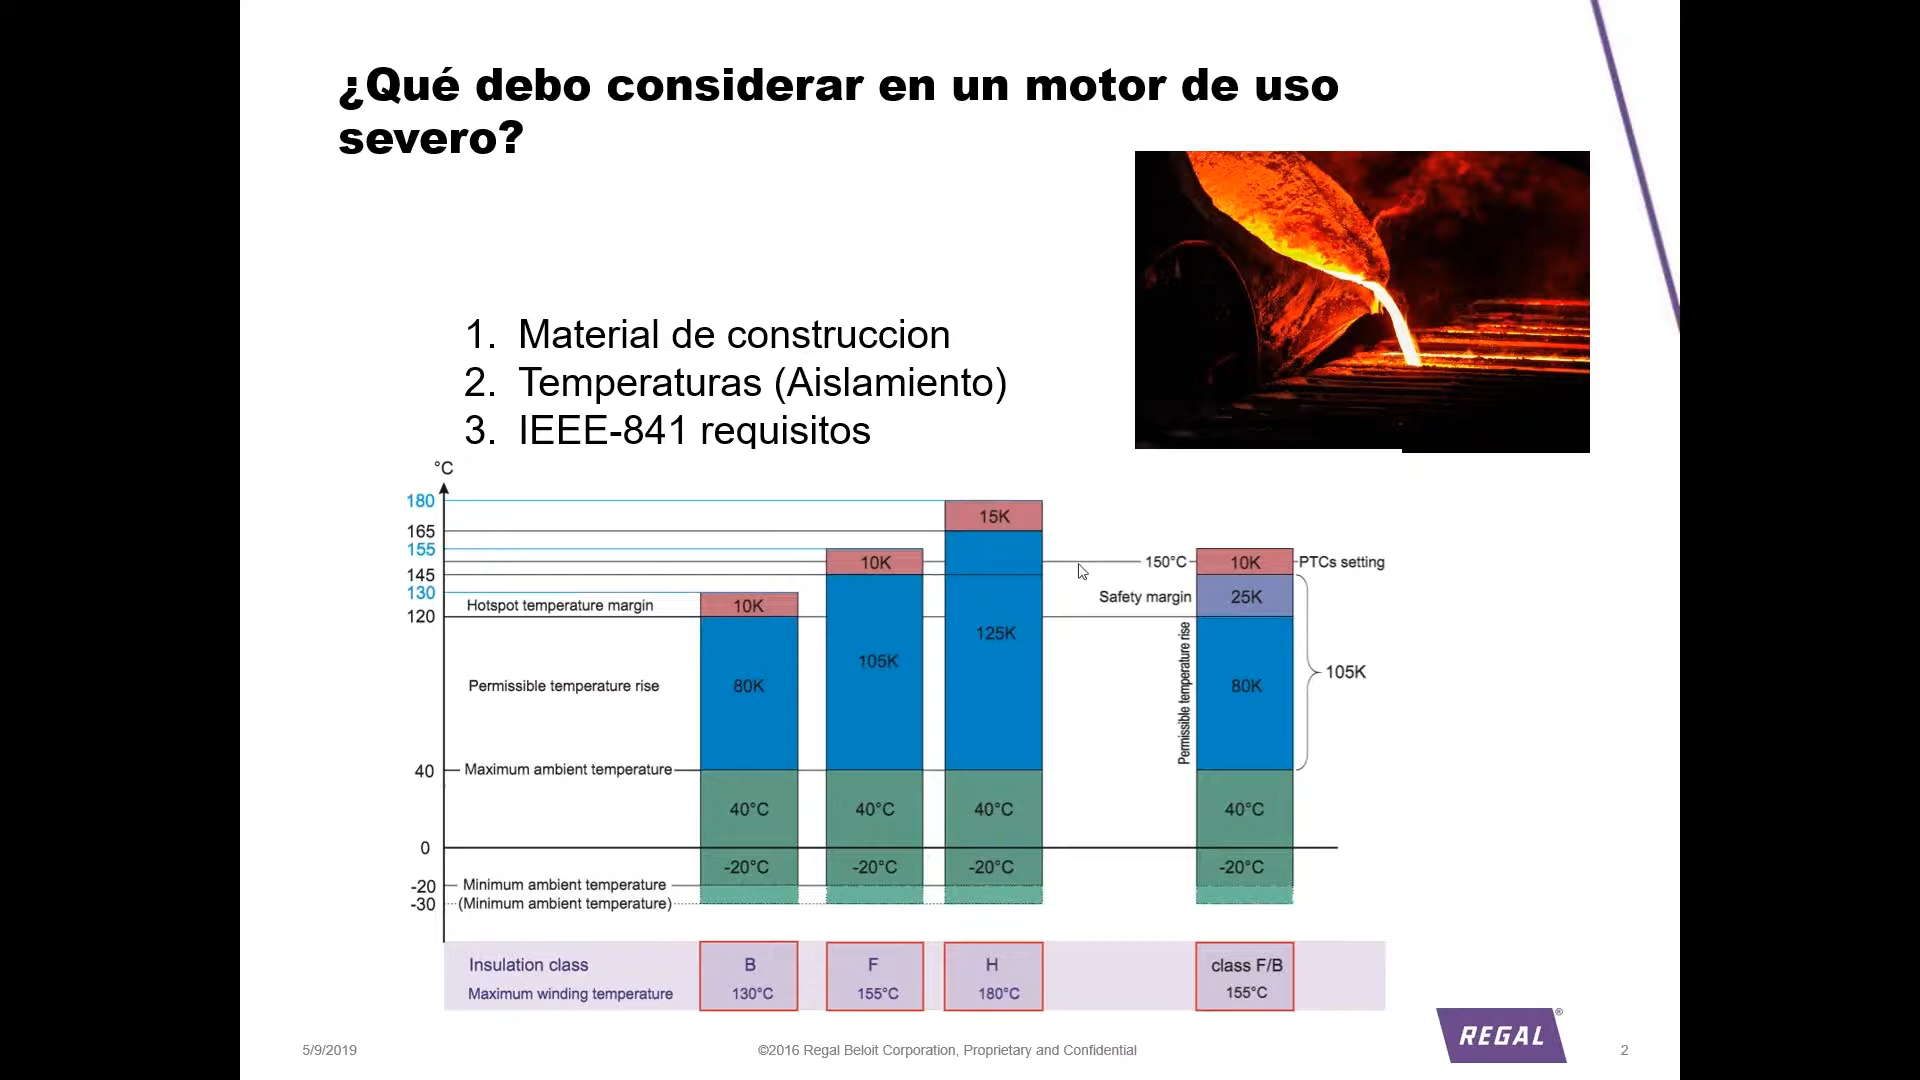 ¿Qué debo considerar en un motor de uso
severo?
1. Material de construccion
2. Temperaturas (Aislamiento)
3. IEEE-841 requisitos
°C
180
165
155
145
130
120
40
0
-20
-30
Hotspot temperature margin
Permissible temperature rise
Maximum ambient temperature
Minimum ambient temperature
(Minimum ambient temperature)
10K
80K
40°C
-20°C
10K
105K
40°C
-20°C
15K
125K
40°C
-20°C
150°C
Safety margin
Permissible temperature rise
10K
25K
80K
40°C
-20°C
PTCs setting
105K
Insulation class B F H class F/B
Maximum winding temperature 130°C 155°C 180°C 155°C
5/9/2019
©2016 Regal Beloit Corporation, Proprietary and Confidential
REGAL®
2